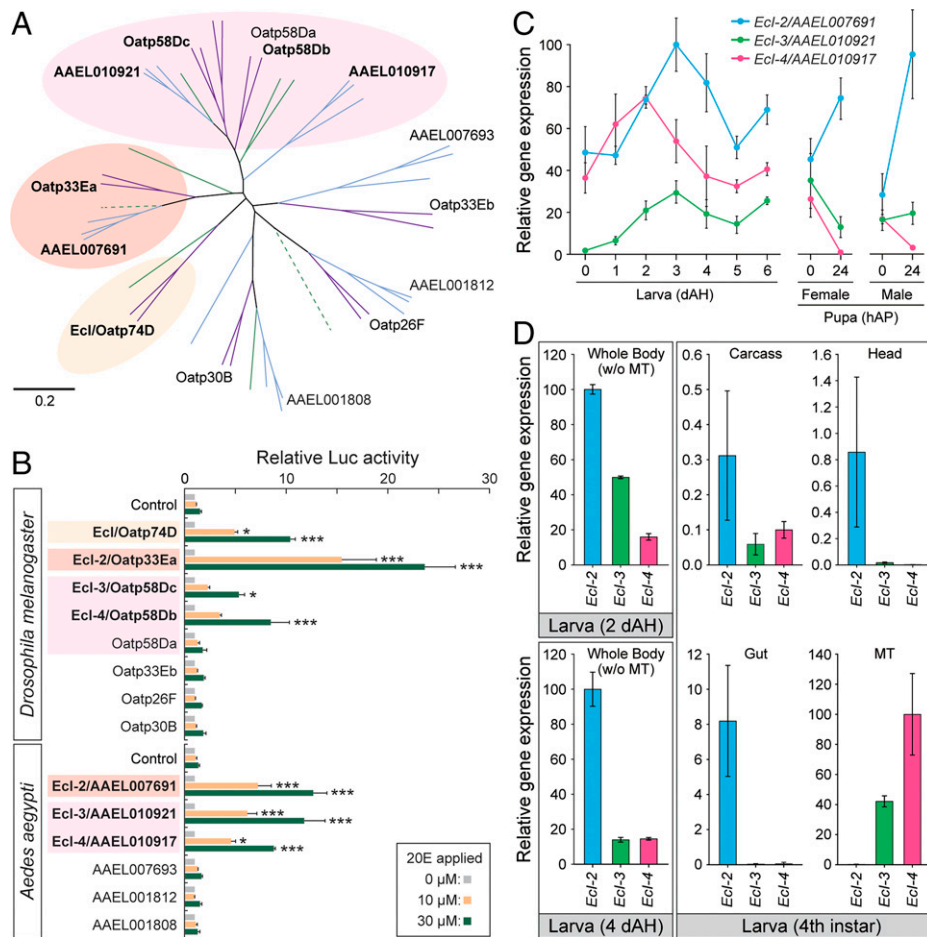 A
Oatp58Dc
Oatp58Da
Oatp58Db
AAEL010921
AAEL010917
AAEL007693
Oatp33Ea
Oatp33Eb
AAEL007691
AAEL001812
Ecl/Oatp74D
Oatp26F
Oatp30B
AAEL001808
0.2
B
Relative Luc activity
0 10 20 30
Drosophila melanogaster
Control
Ecl/Oatp74D
* ***
Ecl-2/Oatp33Ea
*** ***
Ecl-3/Oatp58Dc
*
Ecl-4/Oatp58Db
***
Oatp58Da
Oatp33Eb
Oatp26F
Oatp30B
Aedes aegypti
Control
Ecl-2/AAEL007691
*** ***
Ecl-3/AAEL010921
*** ***
Ecl-4/AAEL010917
* ***
AAEL007693
AAEL001812
AAEL001808
20E applied
0 µM:
10 µM:
30 µM:
C
Ecl-2/AAEL007691
Ecl-3/AAEL010921
Ecl-4/AAEL010917
Relative gene expression
100
80
60
40
20
0
0 1 2 3 4 5 6
Larva (dAH)
0 24
Female
0 24
Male
Pupa (hAP)
D
Relative gene expression
Whole Body
(w/o MT)
120
100
80
60
40
20
0
Ecl-2 Ecl-3 Ecl-4
Larva (2 dAH)
Carcass
0.6
0.5
0.4
0.3
0.2
0.1
0
Ecl-2 Ecl-3 Ecl-4
Head
1.6
1.4
1.2
1.0
0.8
0.6
0.4
0.2
0
Ecl-2 Ecl-3 Ecl-4
Relative gene expression
Whole Body
(w/o MT)
120
100
80
60
40
20
0
Ecl-2 Ecl-3 Ecl-4
Larva (4 dAH)
Gut
12
10
8
6
4
2
0
Ecl-2 Ecl-3 Ecl-4
MT
140
120
100
80
60
40
20
0
Ecl-2 Ecl-3 Ecl-4
Larva (4th instar)